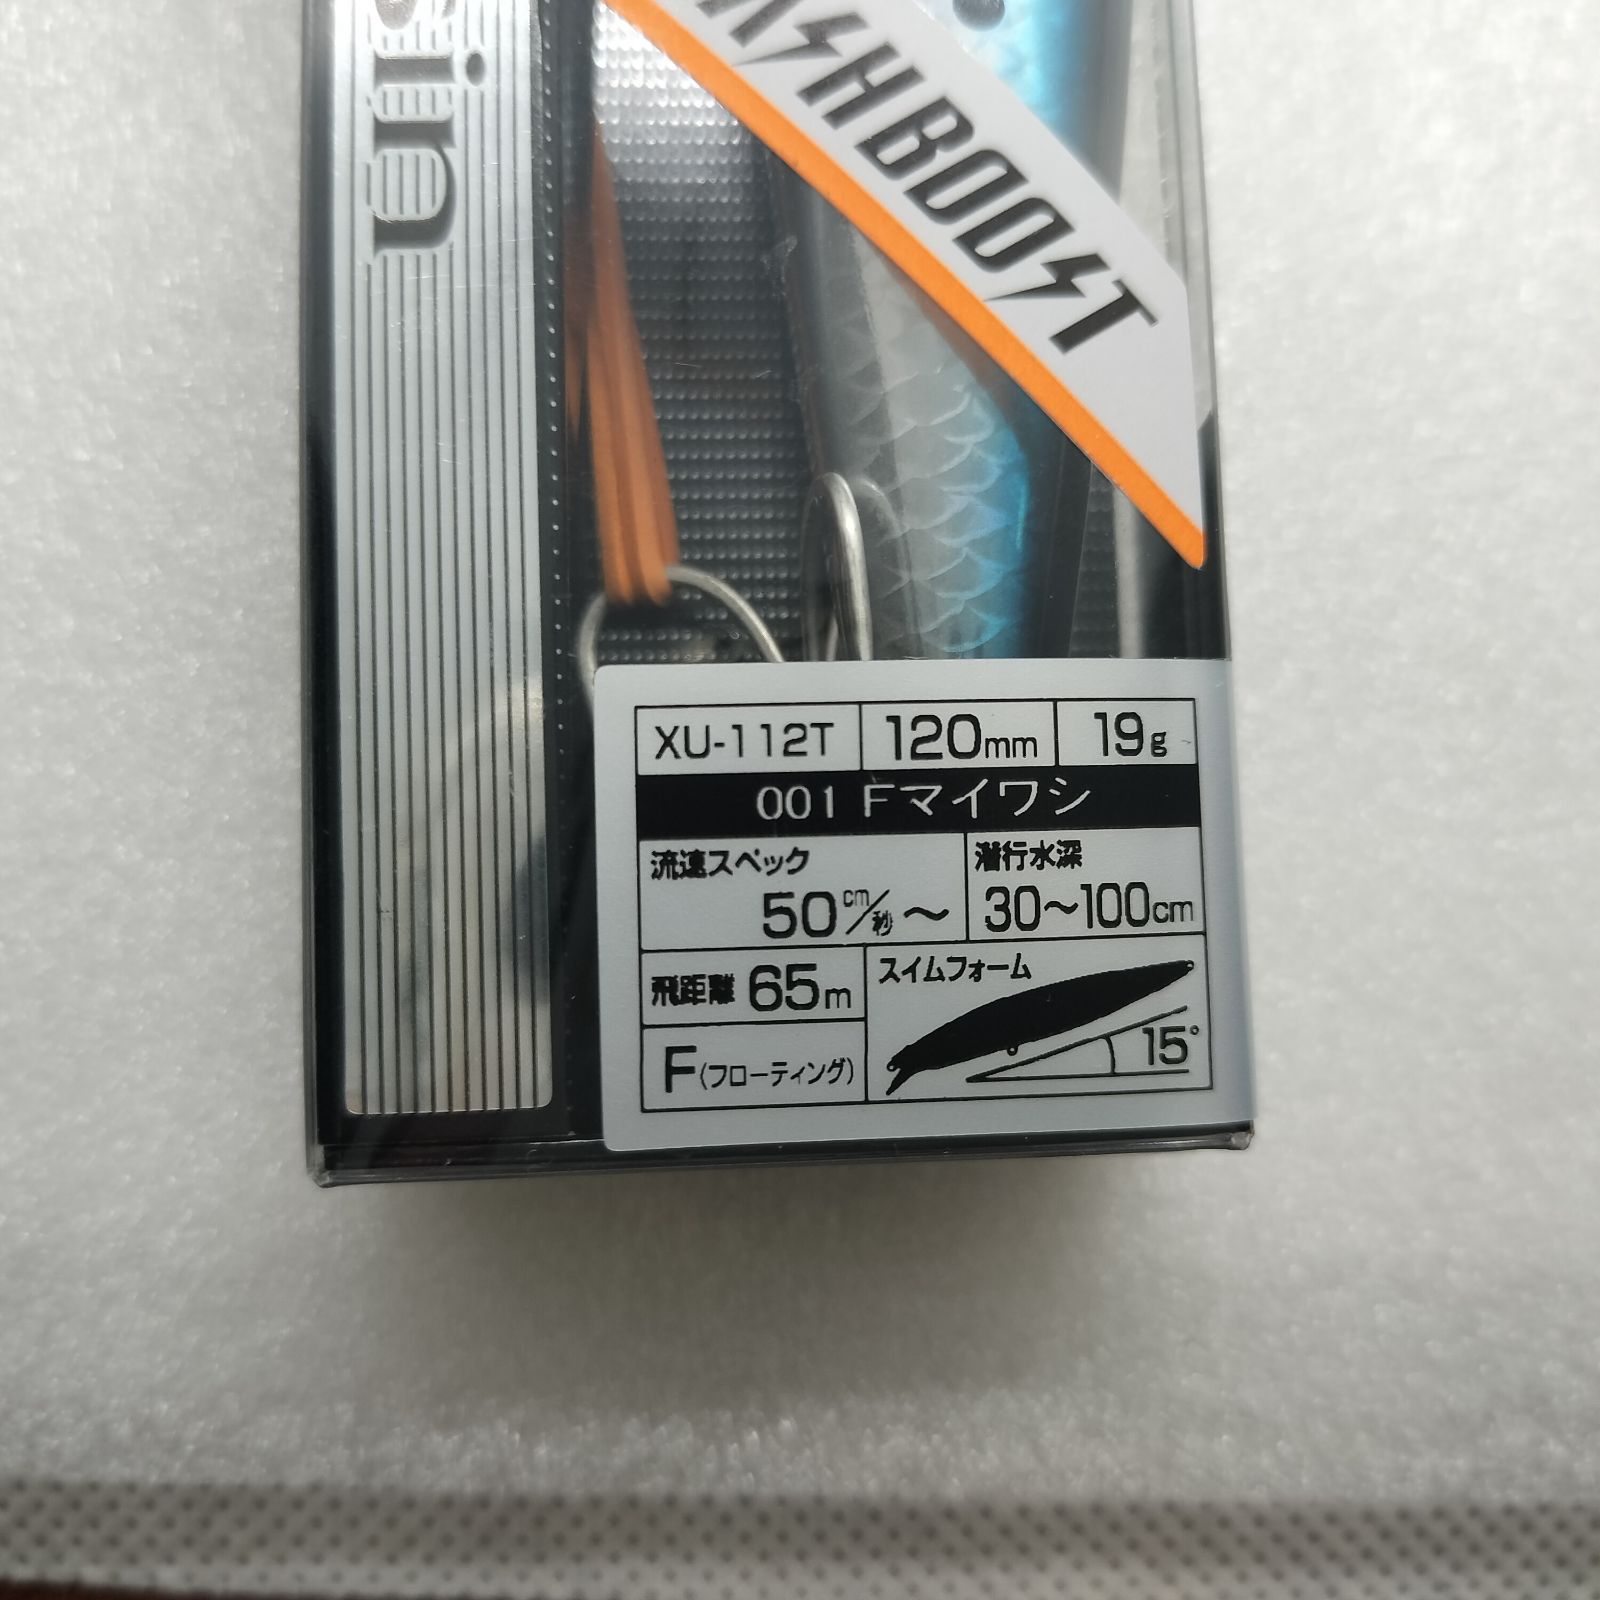 ASHBOOST
sin
XU-112T 120mm 19g
001 Fマイワシ
流速スペック
50cm/秒～
潜行水深
30～100cm
飛距離 65m
スイムフォーム
15°
F(フローティング)